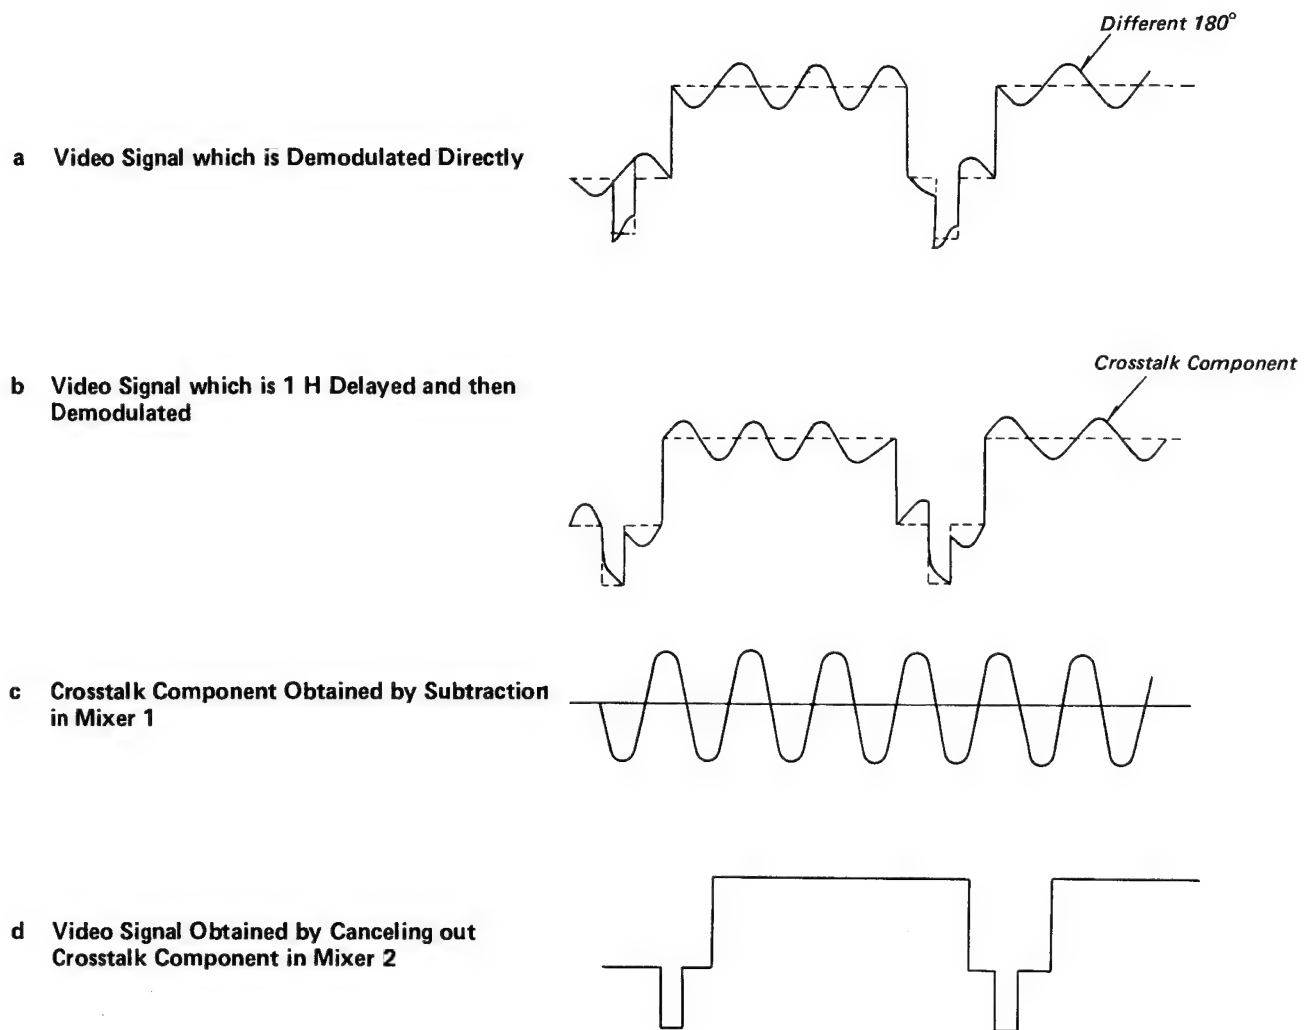 Different 180°
a Video Signal which is Demodulated Directly
Crosstalk Component
b Video Signal which is 1 H Delayed and then
Demodulated
c Crosstalk Component Obtained by Subtraction
in Mixer 1
d Video Signal Obtained by Canceling out
Crosstalk Component in Mixer 2